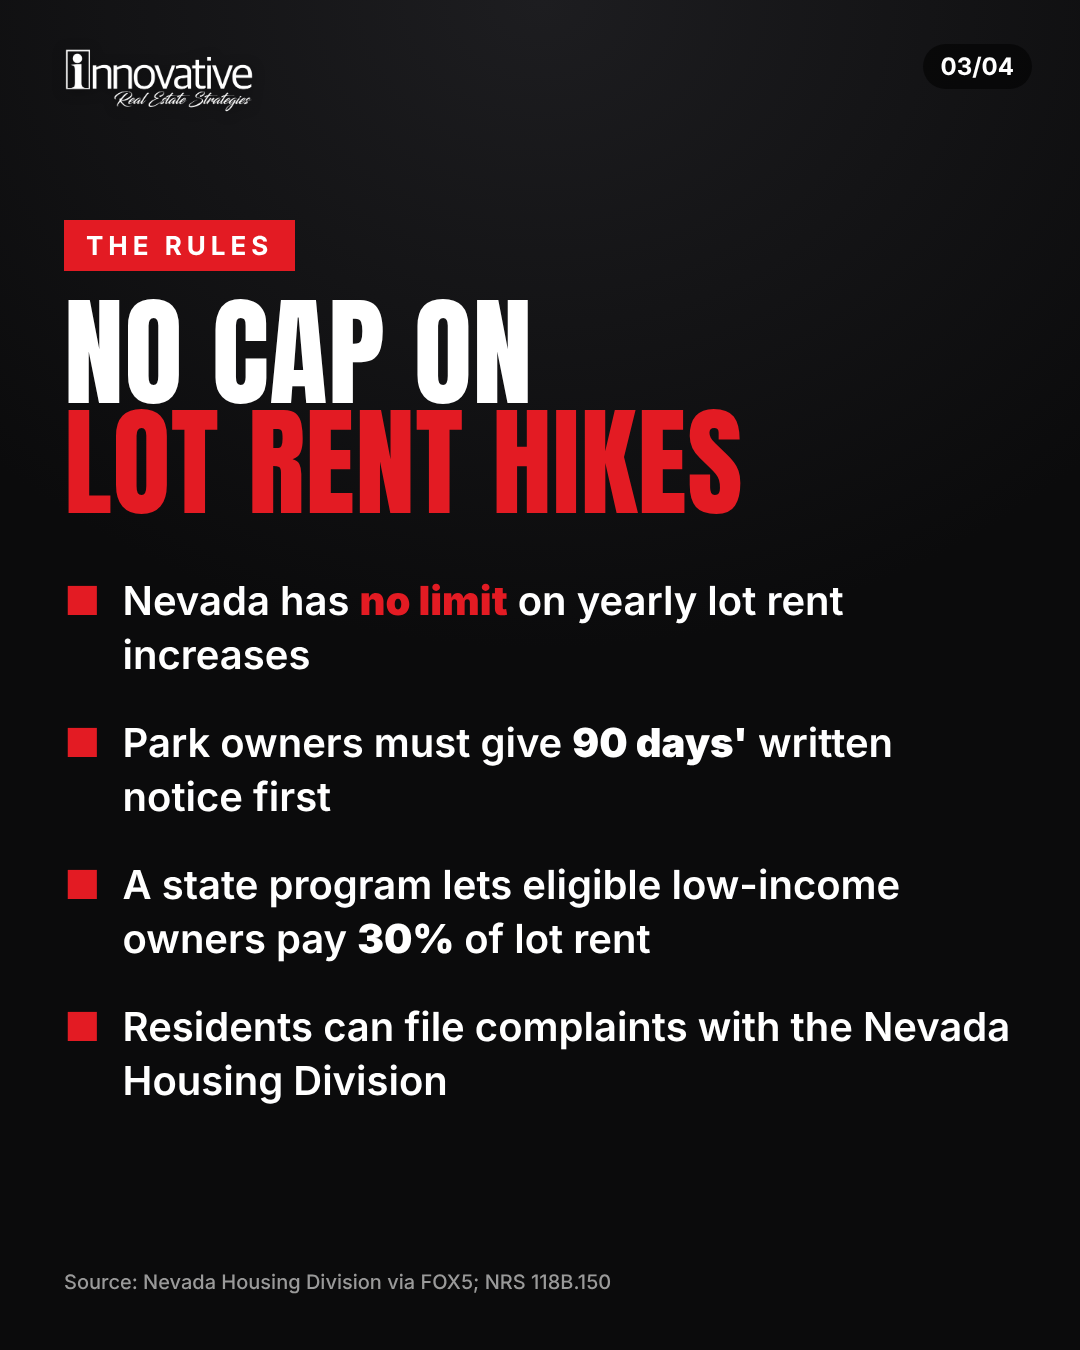 innovative
Real Estate Strategies
03/04
THE RULES
NO CAP ON
LOT RENT HIKES
Nevada has no limit on yearly lot rent
increases
Park owners must give 90 days' written
notice first
A state program lets eligible low-income
owners pay 30% of lot rent
Residents can file complaints with the Nevada
Housing Division
Source: Nevada Housing Division via FOX5; NRS 118B.150